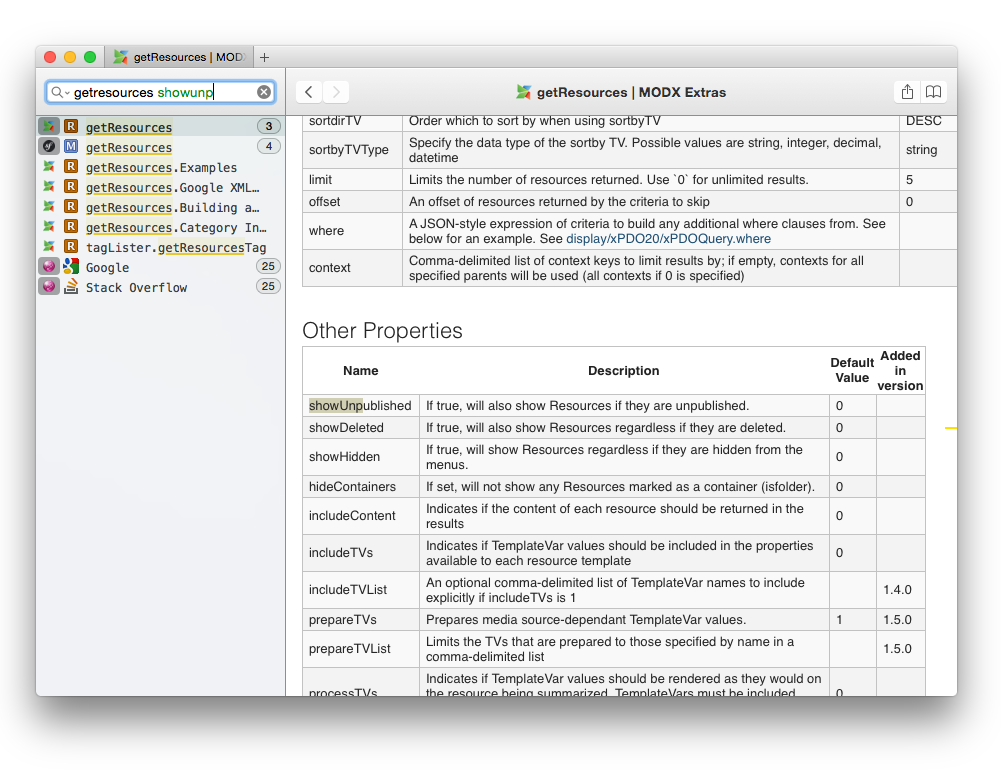 getResources | MOD
getresources showunp
getResources | MODX Extras
getResources 3
getResources 4
getResources.Examples
getResources.Google XML…
getResources.Building a…
getResources.Category In…
tagLister.getResourcesTag
Google 25
Stack Overflow 25
sortdirTV Order which to sort by when using sortbyTV DESC
sortbyTVType Specify the data type of the sortby TV. Possible values are string, integer, decimal, string
datetime
limit Limits the number of resources returned. Use `0` for unlimited results. 5
offset An offset of resources returned by the criteria to skip 0
where A JSON-style expression of criteria to build any additional where clauses from. See
below for an example. See display/xPDO20/xPDOQuery.where
context Comma-delimited list of context keys to limit results by; if empty, contexts for all
specified parents will be used (all contexts if 0 is specified)
Other Properties
Name Description Default Value Added in version
showUnpublished If true, will also show Resources if they are unpublished. 0
showDeleted If true, will also show Resources regardless if they are deleted. 0
showHidden If true, will show Resources regardless if they are hidden from the 0
menus.
hideContainers If set, will not show any Resources marked as a container (isfolder). 0
includeContent Indicates if the content of each resource should be returned in the 0
results
includeTVs Indicates if TemplateVar values should be included in the properties 0
available to each resource template
includeTVList An optional comma-delimited list of TemplateVar names to include 1.4.0
explicitly if includeTVs is 1
prepareTVs Prepares media source-dependant TemplateVar values. 1 1.5.0
prepareTVList Limits the TVs that are prepared to those specified by name in a 1.5.0
comma-delimited list
processTVs Indicates if TemplateVar values should be rendered as they would on 0
the resource being summarized. TemplateVars must be included